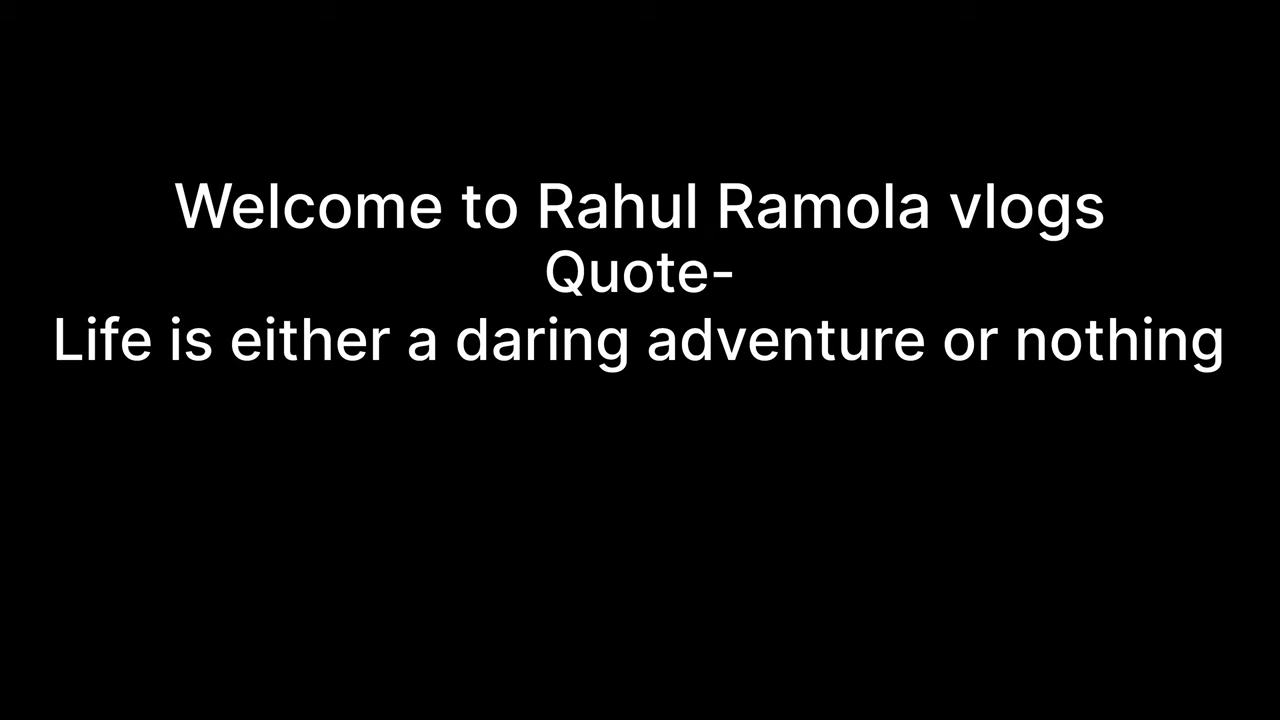 Welcome to Rahul Ramola vlogs
Quote-
Life is either a daring adventure or nothing